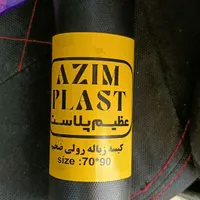 AZIM
PLAST
عظیم پلاست
کیسه زباله رولی ضخیم
size :70*90